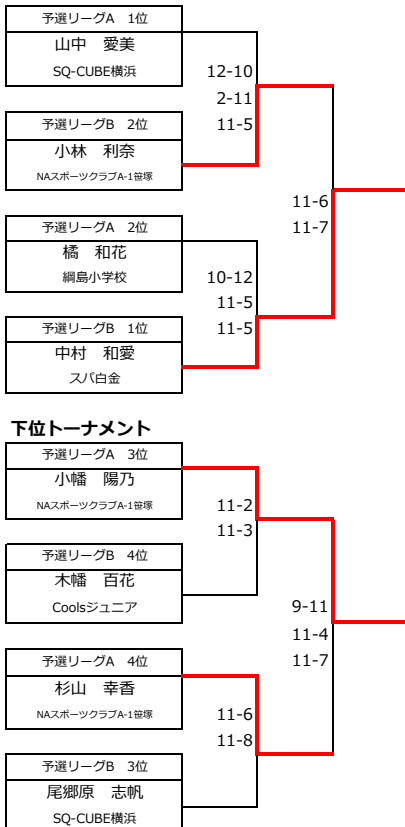 予選リーグA 1位
山中 愛美
SQ-CUBE横浜
12-10
2-11
11-5
予選リーグB 2位
小林 利奈
NAスポーツクラブA-1笹塚
11-6
11-7
予選リーグA 2位
橘 和花
綱島小学校
10-12
11-5
11-5
予選リーグB 1位
中村 和愛
スパ白金
下位トーナメント
予選リーグA 3位
小幡 陽乃
NAスポーツクラブA-1笹塚
11-2
11-3
予選リーグB 4位
木幡 百花
Coolsジュニア
9-11
11-4
11-7
予選リーグA 4位
杉山 幸香
NAスポーツクラブA-1笹塚
11-6
11-8
予選リーグB 3位
尾郷原 志帆
SQ-CUBE横浜